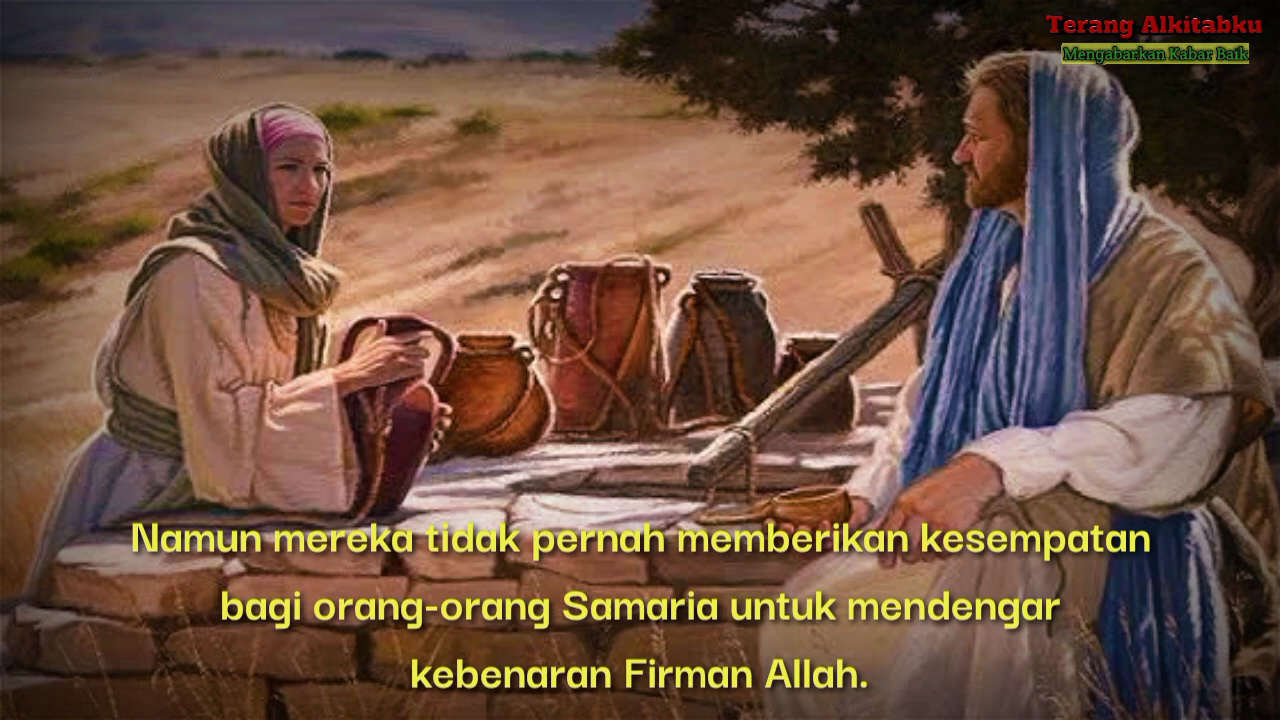 Terang Alkitabku
Mengabarkan Kabar Baik
Namun mereka tidak pernah memberikan kesempatan
bagi orang-orang Samaria untuk mendengar
kebenaran Firman Allah.